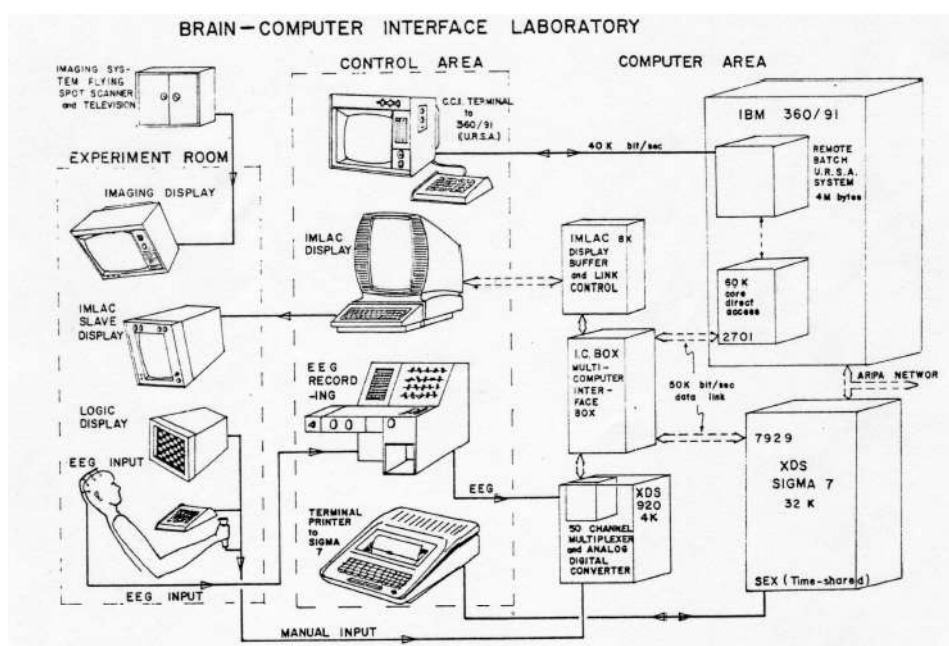 BRAIN-COMPUTER INTERFACE LABORATORY
IMAGING SYS-
TEM FLYING
SPOT SCANNER
and TELEVISION
EXPERIMENT ROOM
IMAGING DISPLAY
IMLAC
SLAVE
DISPLAY
LOGIC
DISPLAY
EEG INPUT
EEG INPUT
MANUAL INPUT
CONTROL AREA
C.C.I. TERMINAL
to
360/91
(U.R.S.A.)
IMLAC
DISPLAY
EEG
RECORD
-ING
EEG
TERMINAL
PRINTER
to
SIGMA
7
COMPUTER AREA
40K bit/sec
IBM 360/91
REMOTE
BATCH
U.R.S.A.
SYSTEM
4M bytes
60K
core
direct
access
2701
IMLAC 8K
DISPLAY
BUFFER
and LINK
CONTROL
I.C. BOX
MULTI-
COMPUTER
INTER-
FACE
BOX
50K bit/sec
data link
ARPA NETWOR
7929
XDS
SIGMA 7
32 K
SEX (Time-shared)
XDS
920
4K
50 CHANNEL
MULTIPLEXER
and ANALOG
DIGITAL
CONVERTER